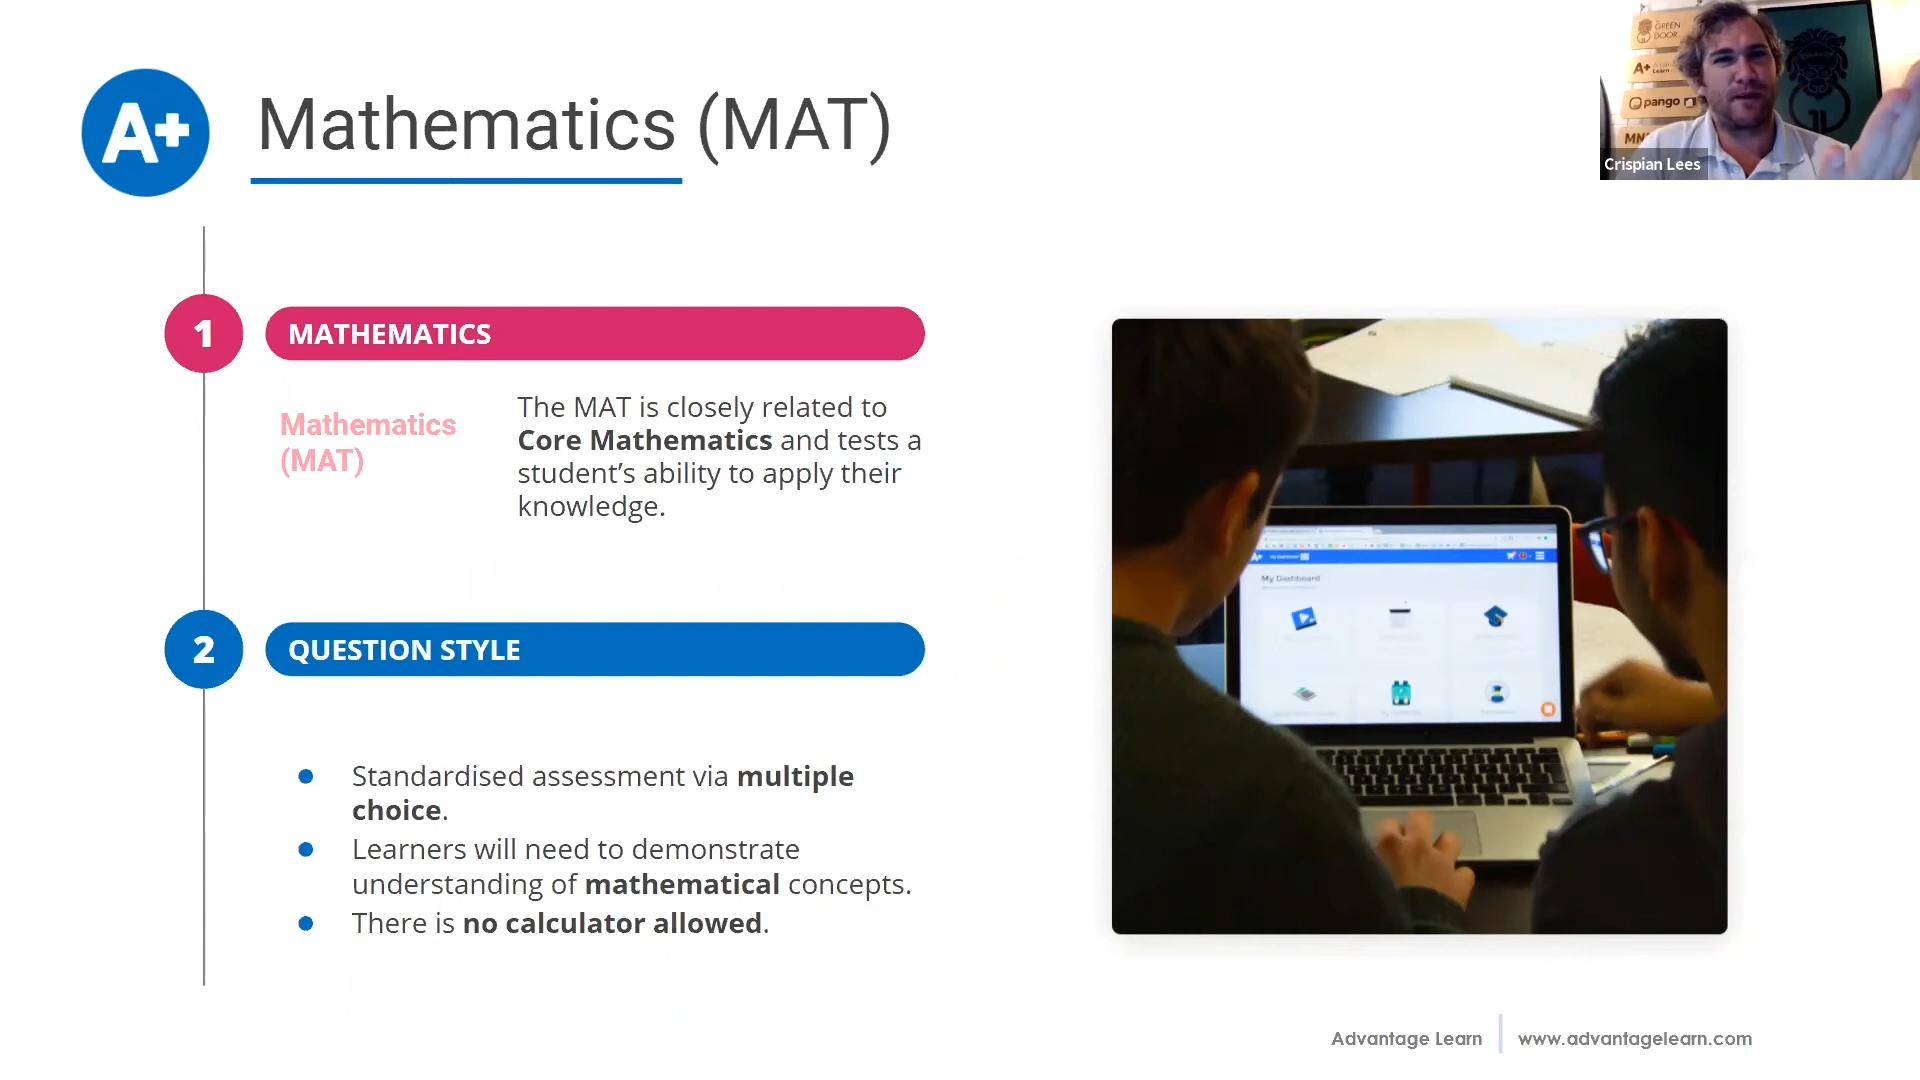 A+
Mathematics (MAT)
GREEN
DOOR
A+ Learn
pango
MN
Crispian Lees
1
MATHEMATICS
Mathematics
(MAT)
The MAT is closely related to
Core Mathematics and tests a
student’s ability to apply their
knowledge.
2
QUESTION STYLE
Standardised assessment via multiple
choice.
Learners will need to demonstrate
understanding of mathematical concepts.
There is no calculator allowed.
My Dashboard
Advantage Learn
www.advantagelearn.com